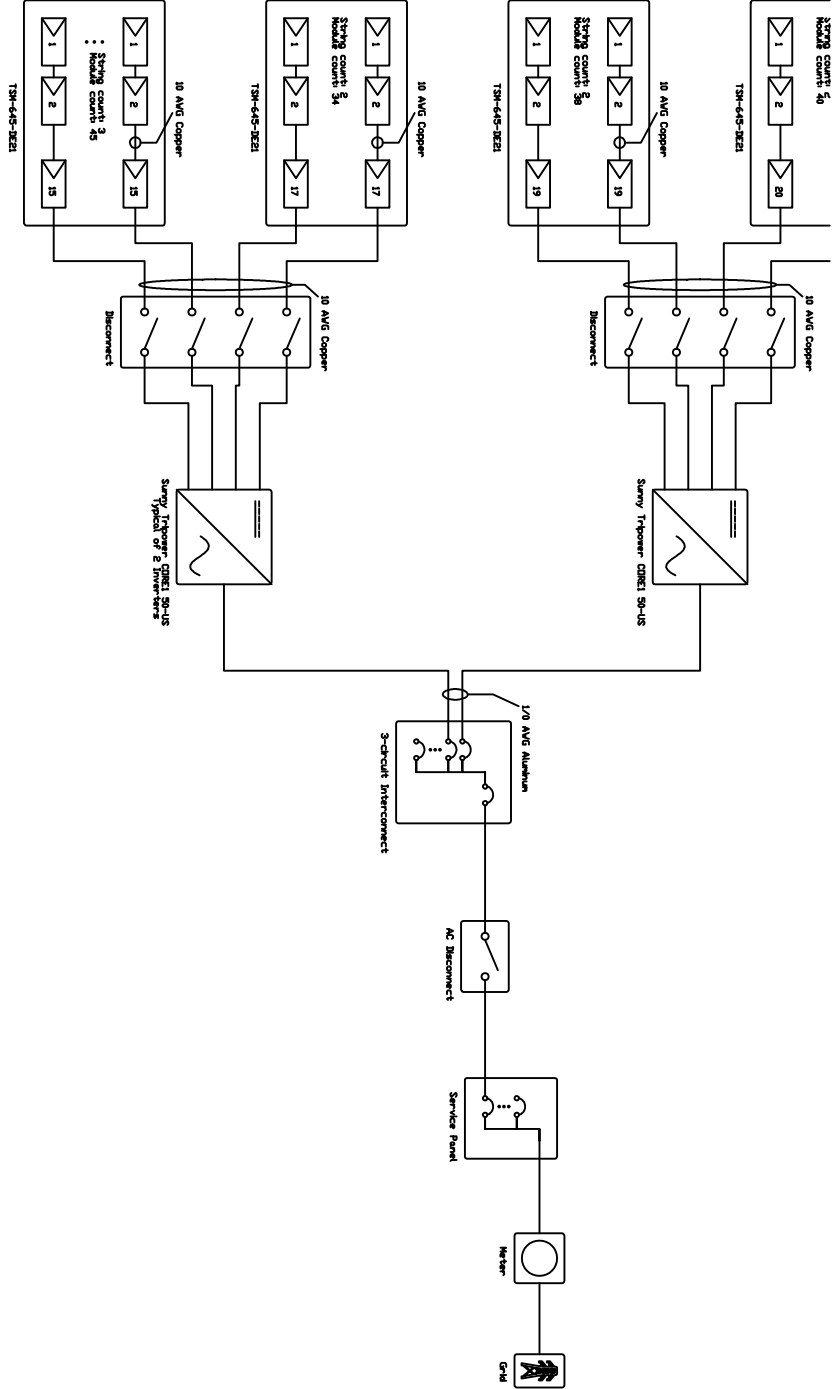 String count:
Module count: 40
1 2 20
10 AWG Copper
TSM-645-DE21
10 AWG Copper
String count: 2
Module count: 38
1 2 19
1 2 19
Disconnect
Sunny Tripower CORE1 50-US
TSM-645-DE21
1/0 AWG Aluminum
Grid
Meter
Service Panel
AC Disconnect
3-circuit Interconnect
10 AWG Copper
1 2 17
String count: 2
Module count: 34
10 AWG Copper
1 2 17
TSM-645-DE21
10 AWG Copper
1 2 15
Sunny Tripower CORE1 50-US
Typical of 2 Inverters
Disconnect
: String count: 3
: Module count: 45
1 2 15
TSM-645-DE21